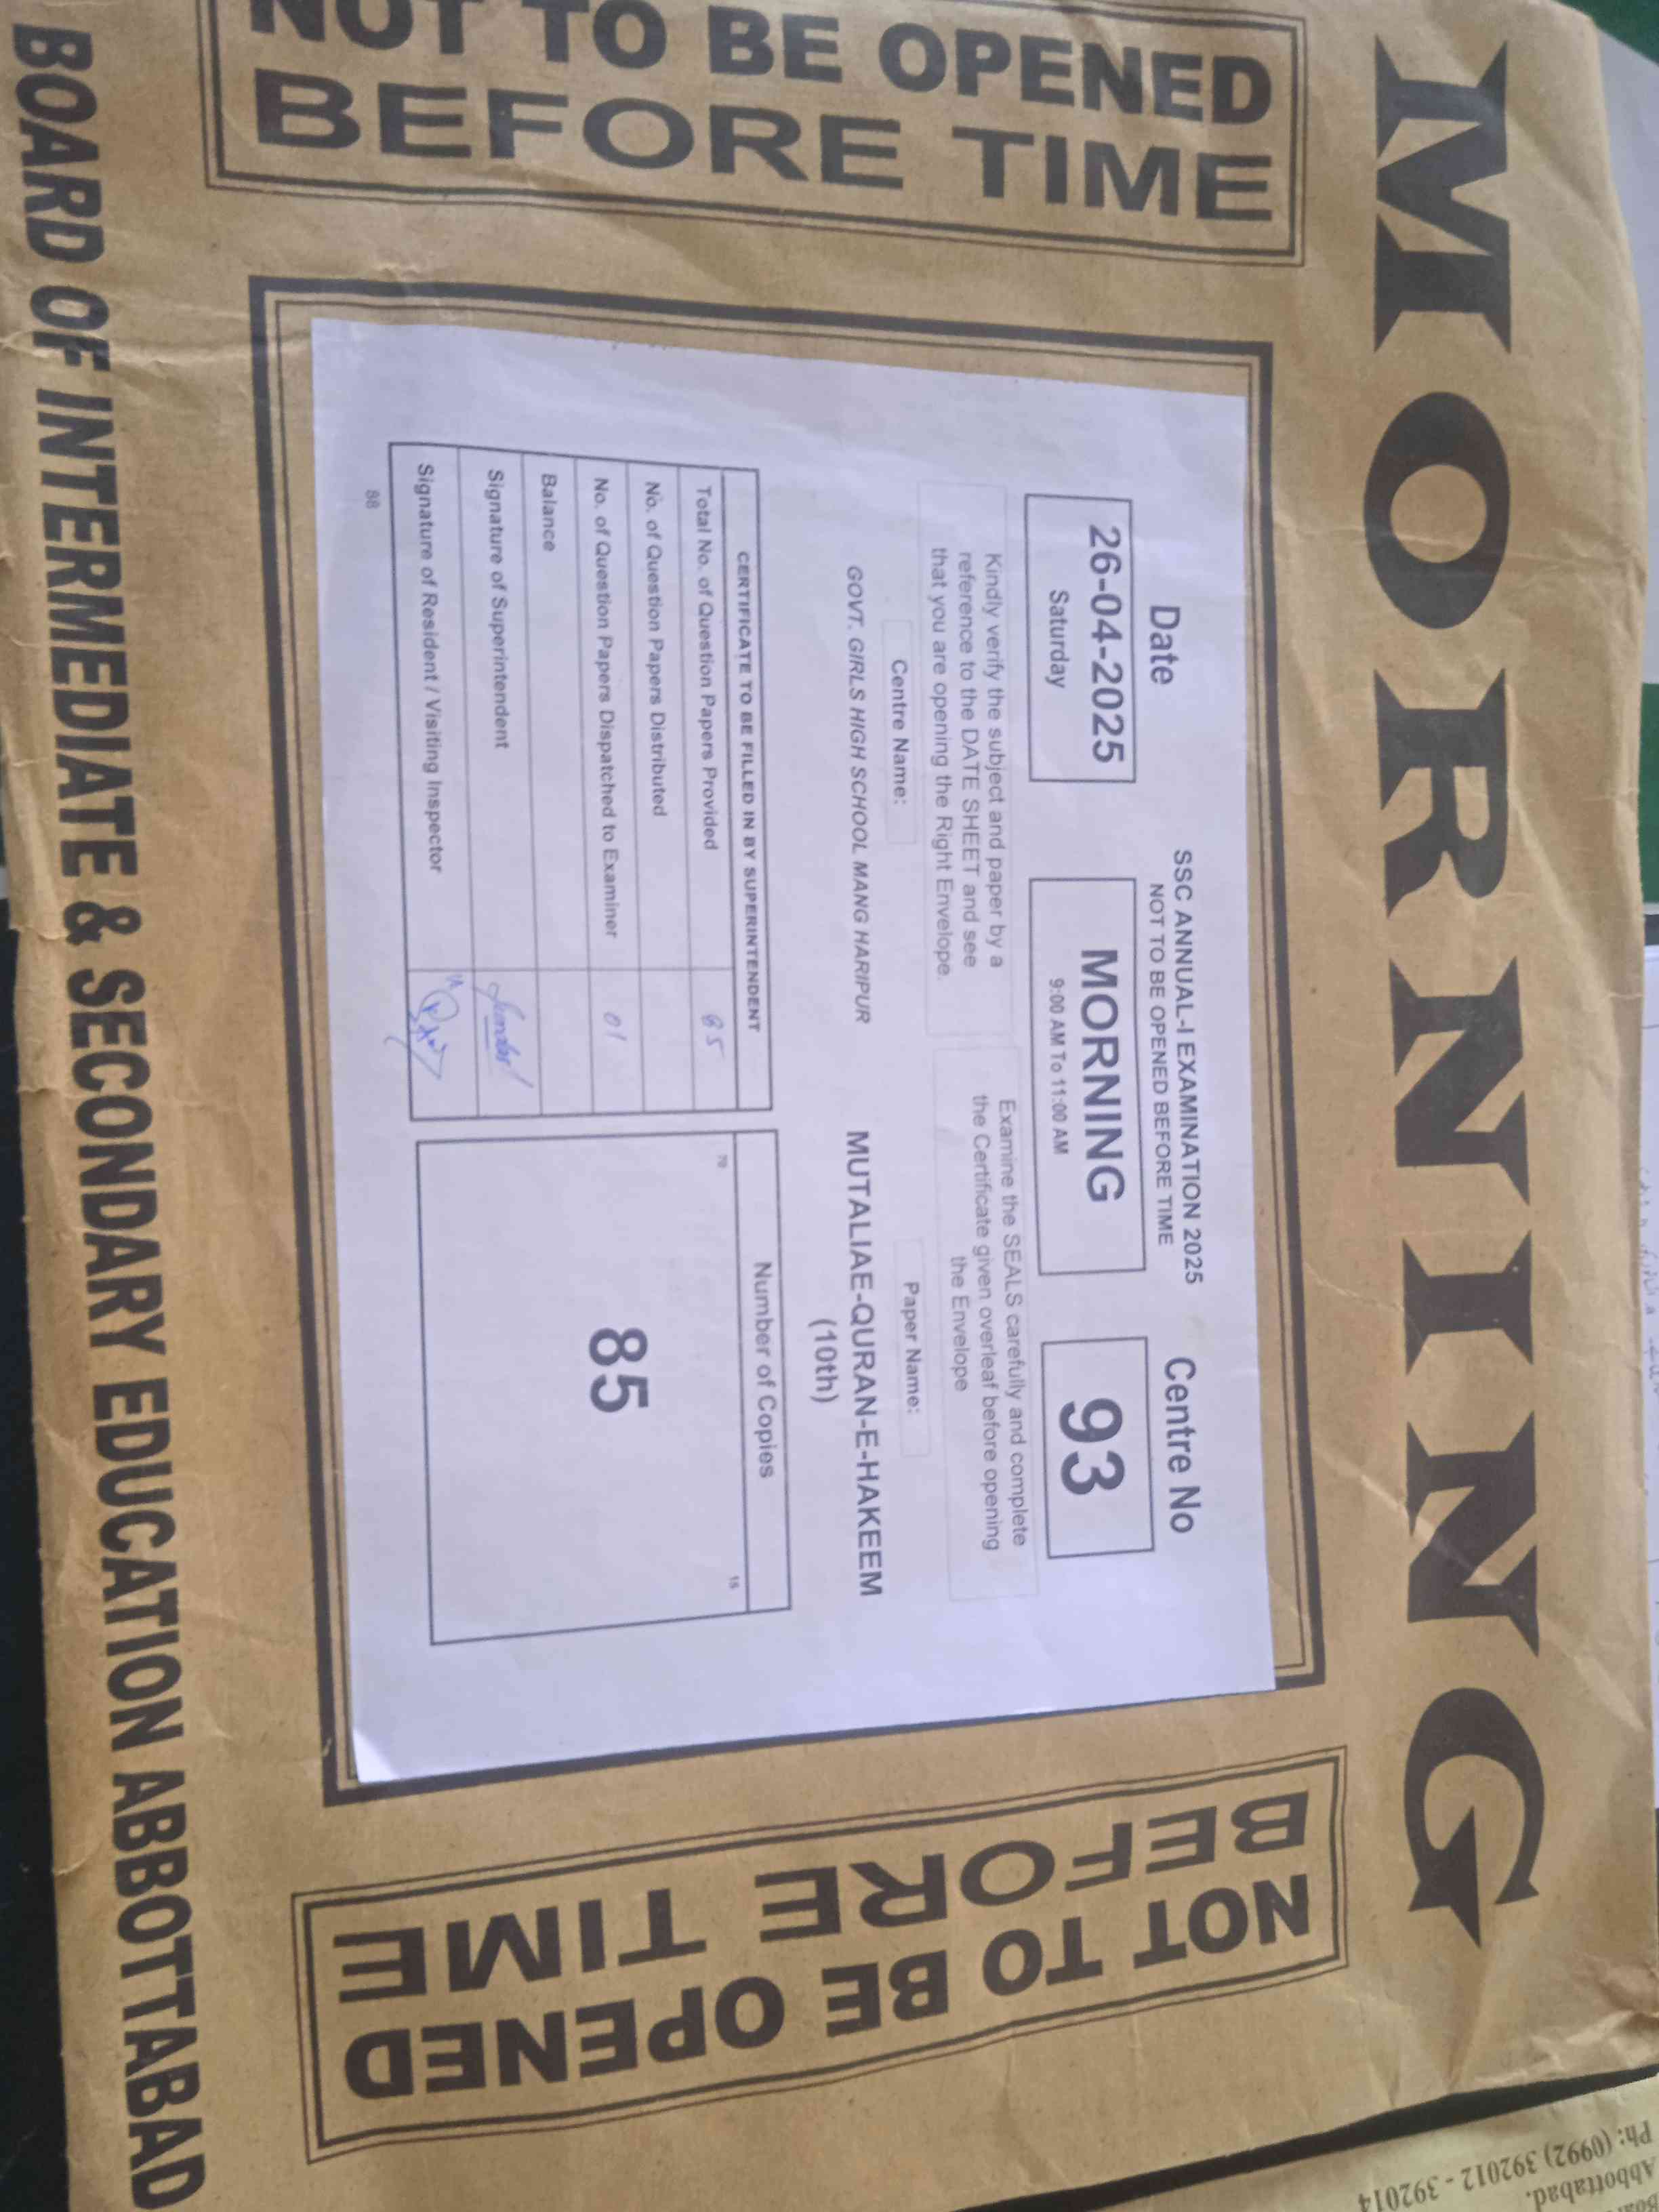 MORNING
NOT TO BE OPENED
BEFORE TIME
Date
26-04-2025
Saturday
SSC ANNUAL-I EXAMINATION 2025
NOT TO BE OPENED BEFORE TIME
MORNING
9:00 AM To 11:00 AM
Centre No
93
Kindly verify the subject and paper by a
reference to the DATE SHEET and see
that you are opening the Right Envelope.
Examine the SEALS carefully and complete
the Certificate given overleaf before opening
the Envelope
Centre Name:
GOVT. GIRLS HIGH SCHOOL MANG HARIPUR
Paper Name:
MUTALIAE-QURAN-E-HAKEEM
(10th)
CERTIFICATE TO BE FILLED IN BY SUPERINTENDENT
Total No. of Question Papers Provided 85
No. of Question Papers Distributed
No. of Question Papers Dispatched to Examiner 01
Balance
Signature of Superintendent
Signature of Resident / Visiting Inspector
88
Number of Copies
70 15
85
NOT TO BE OPENED
BEFORE TIME
BOARD OF INTERMEDIATE & SECONDARY EDUCATION ABBOTTABAD
Abbottabad.
Ph: (0992) 392012 - 392014